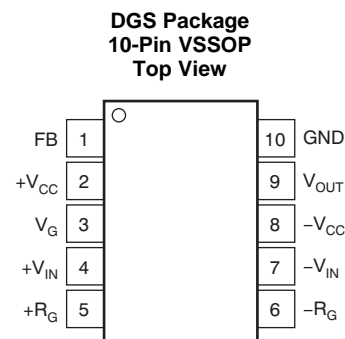 DGS Package
10-Pin VSSOP
Top View
FB 1 10 GND
+VCC 2 9 VOUT
VG 3 8 −VCC
+VIN 4 7 −VIN
+RG 5 6 −RG